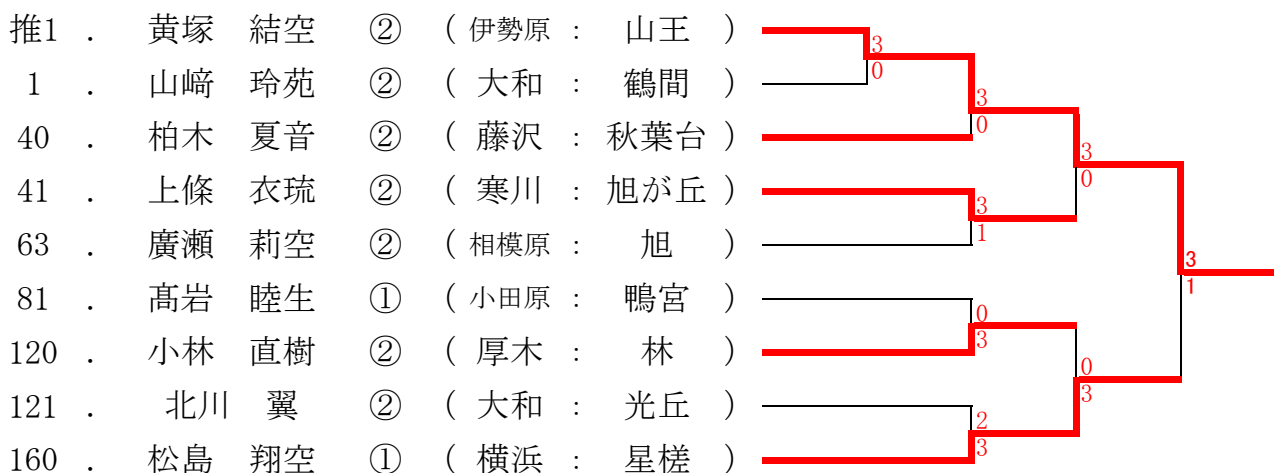 推1 . 黄塚 結空 ② ( 伊勢原 : 山王 )
3
1 . 山﨑 玲苑 ② ( 大和 : 鶴間 )
0
3
40 . 柏木 夏音 ② ( 藤沢 : 秋葉台 )
0
3
41 . 上條 衣琉 ② ( 寒川 : 旭が丘 )
3
0
63 . 廣瀬 莉空 ② ( 相模原 : 旭 )
1
3
81 . 髙岩 睦生 ① ( 小田原 : 鴨宮 )
1
0
120 . 小林 直樹 ② ( 厚木 : 林 )
3
0
121 . 北川 翼 ② ( 大和 : 光丘 )
3
2
160 . 松島 翔空 ① ( 横浜 : 星槎 )
3